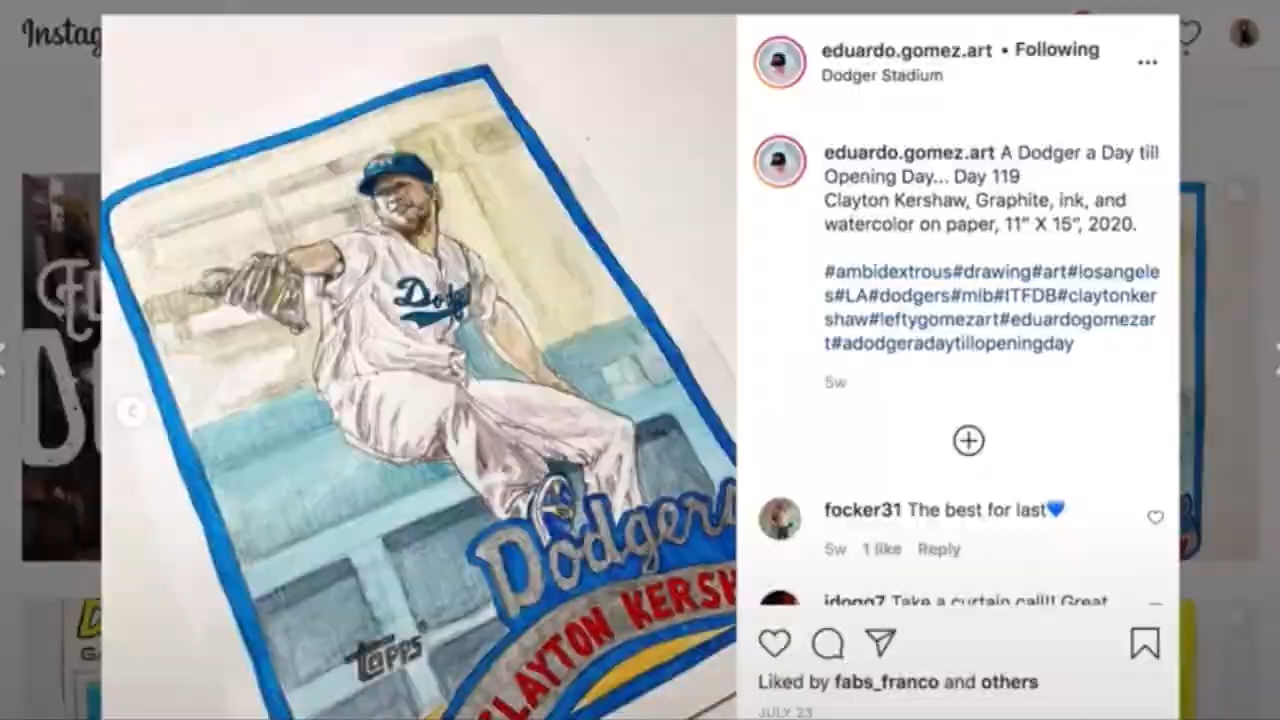 Instag
eduardo.gomez.art • Following
Dodger Stadium
eduardo.gomez.art A Dodger a Day till
Opening Day... Day 119
Clayton Kershaw, Graphite, ink, and
watercolor on paper, 11" X 15", 2020.
#ambidextrous#drawing#art#losangele
s#LA#dodgers#mlb#ITFDB#claytonker
shaw#leftygomezart#eduardogomezar
t#adodgeradaytillopeningday
5w
focker31 The best for last💙
5w 1 like Reply
jdogg7 Take a curtain call!! Great
Liked by fabs_franco and others
JULY 23
Dodgers
Dodgers
CLAYTON KERSH
TOPPS